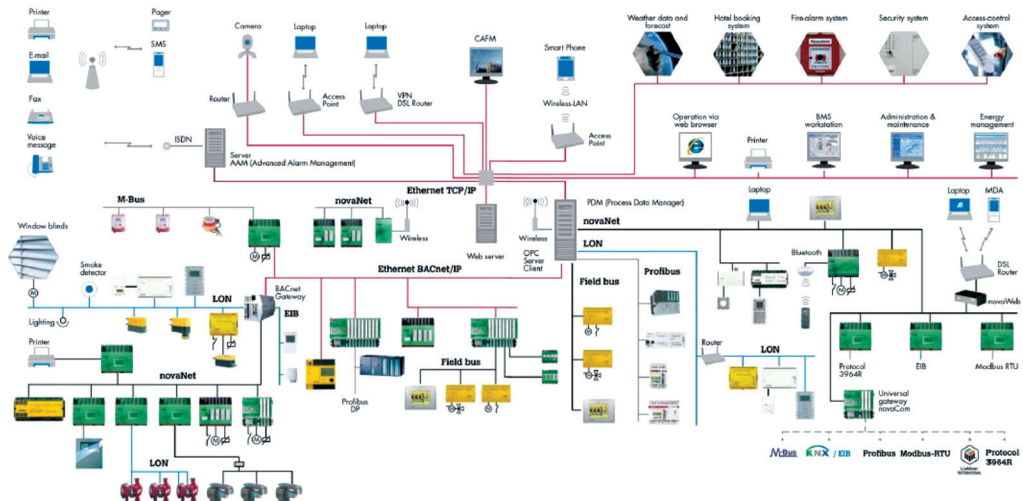 Printer
Pager
E-mail
SMS
Fax
Voice
message
ISDN
Camera
Laptop
Laptop
Router
Access
Point
VPN
DSL Router
Server
AAM (Advanced Alarm Management)
CAFM
Smart Phone
Wireless-LAN
Access
Point
Weather data and
forecast
Hotel booking
system
Fire-alarm system
Security system
Access-control
system
Operation via
web browser
Printer
BMS
workstation
Administration &
maintenance
Energy
management
Ethernet TCP/IP
M-Bus
novaNet
Wireless
Web server
Wireless
OPC
Server
Client
PDM (Process Data Manager)
novaNet
LON
Laptop
Bluetooth
Laptop
MDA
DSL
Router
novaWeb
Window blinds
M
Smoke
detector
Lighting
LON
Ethernet BACnet/IP
BACnet
Gateway
EIB
Profibus
DP
Field bus
Field bus
Profibus
Router
LON
Protocol
3964R
EIB
Modbus RTU
Universal
gateway
novaCom
Printer
novaNet
LON
M-Bus
KNX / EIB
Profibus
Modbus-RTU
Protocol
3964R